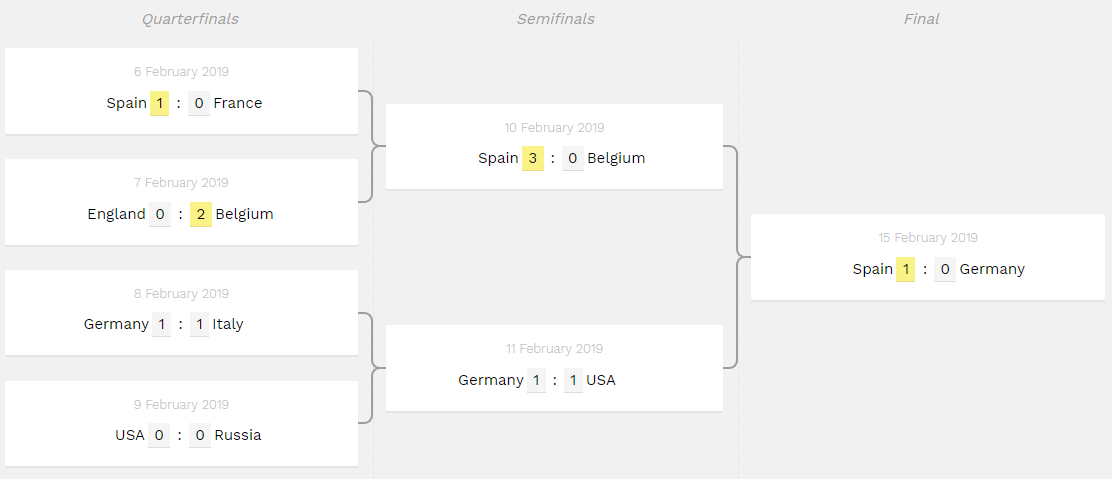 Quarterfinals
6 February 2019
Spain 1 : 0 France
7 February 2019
England 0 : 2 Belgium
8 February 2019
Germany 1 : 1 Italy
9 February 2019
USA 0 : 0 Russia
Semifinals
10 February 2019
Spain 3 : 0 Belgium
11 February 2019
Germany 1 : 1 USA
Final
15 February 2019
Spain 1 : 0 Germany